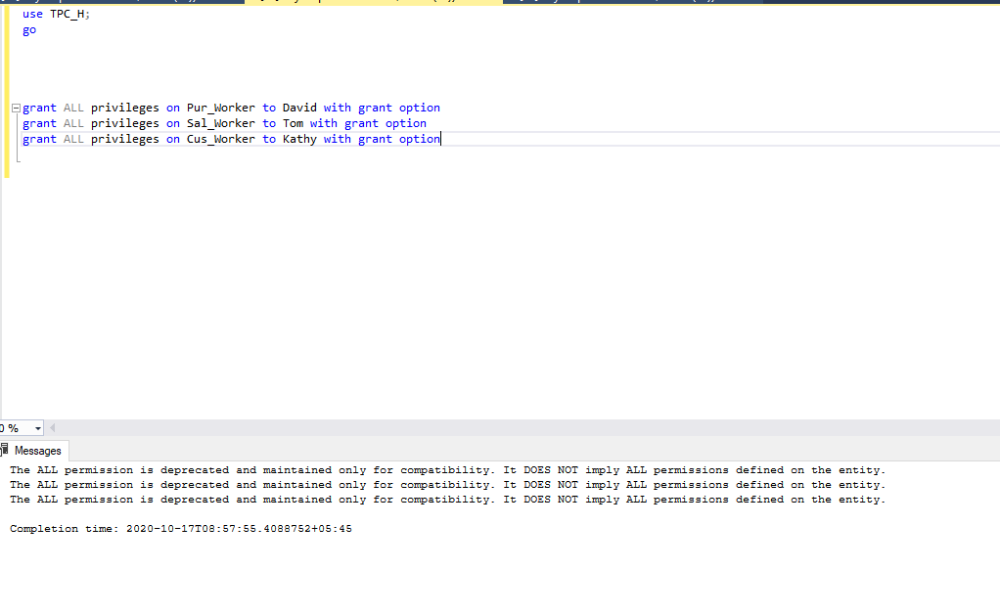 use TPC_H;
go
grant ALL privileges on Pur_Worker to David with grant option
grant ALL privileges on Sal_Worker to Tom with grant option
grant ALL privileges on Cus_Worker to Kathy with grant option
0 %
Messages
The ALL permission is deprecated and maintained only for compatibility. It DOES NOT imply ALL permissions defined on the entity.
The ALL permission is deprecated and maintained only for compatibility. It DOES NOT imply ALL permissions defined on the entity.
The ALL permission is deprecated and maintained only for compatibility. It DOES NOT imply ALL permissions defined on the entity.
Completion time: 2020-10-17T08:57:55.4088752+05:45